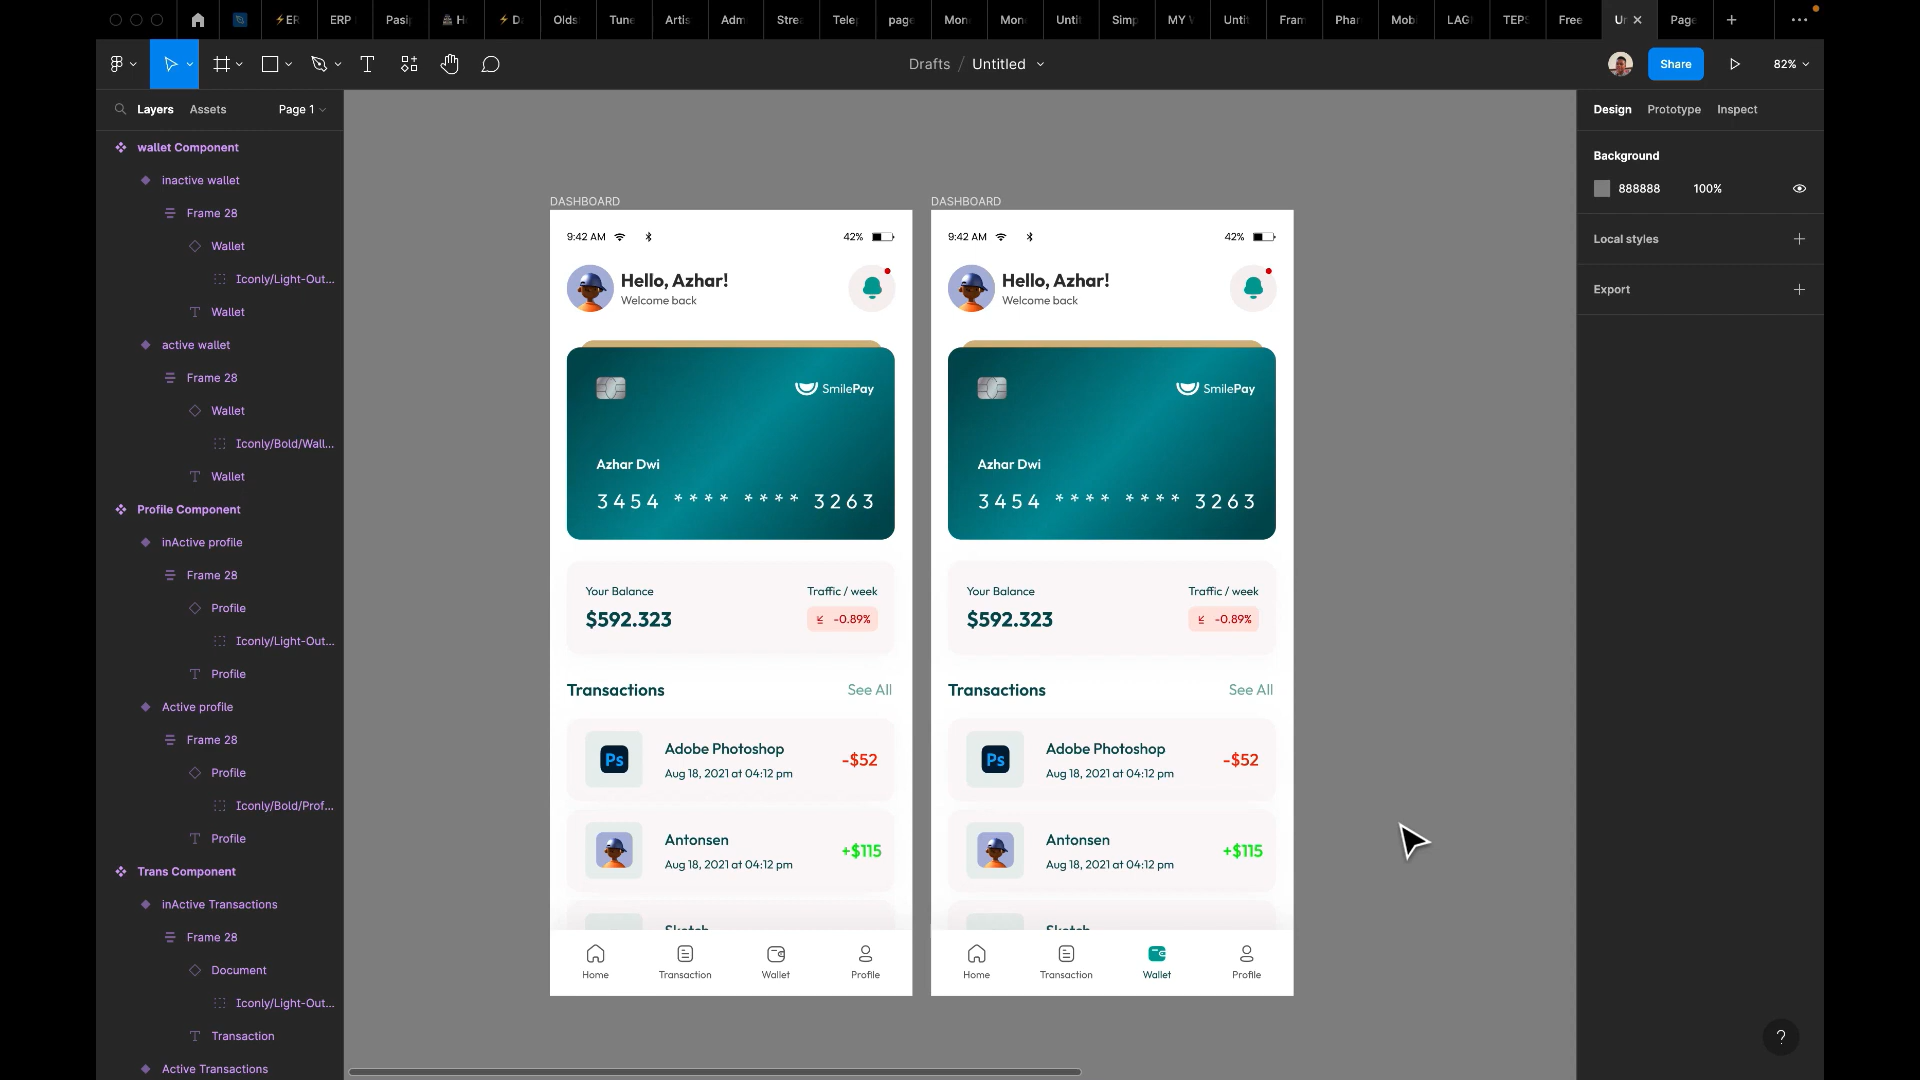 ERP
Olds
Free
Page
Drafts / Untitled
Share
82%
Layers
Assets
Page 1
wallet Component
inactive wallet
Frame 28
Wallet
Iconly/Light-Out...
Wallet
active wallet
Frame 28
Wallet
Iconly/Bold/Wall...
Wallet
Profile Component
inActive profile
Frame 28
Profile
Iconly/Light-Out...
Profile
Active profile
Frame 28
Profile
Iconly/Bold/Prof...
Profile
Trans Component
inActive Transactions
Frame 28
Document
Iconly/Light-Out...
Transaction
Active Transactions
DASHBOARD
9:42 AM
42%
Hello, Azhar!
Welcome back
SmilePay
Azhar Dwi
3454 **** **** 3263
Your Balance
Traffic / week
$592.323
-0.89%
Transactions
See All
Ps
Adobe Photoshop
Aug 18, 2021 at 04:12 pm
-$52
Antonsen
Aug 18, 2021 at 04:12 pm
+$115
Home
Transaction
Wallet
Profile
DASHBOARD
9:42 AM
42%
Hello, Azhar!
Welcome back
SmilePay
Azhar Dwi
3454 **** **** 3263
Your Balance
Traffic / week
$592.323
-0.89%
Transactions
See All
Ps
Adobe Photoshop
Aug 18, 2021 at 04:12 pm
-$52
Antonsen
Aug 18, 2021 at 04:12 pm
+$115
Home
Transaction
Wallet
Profile
Design
Prototype
Inspect
Background
888888
100%
Local styles
Export
?